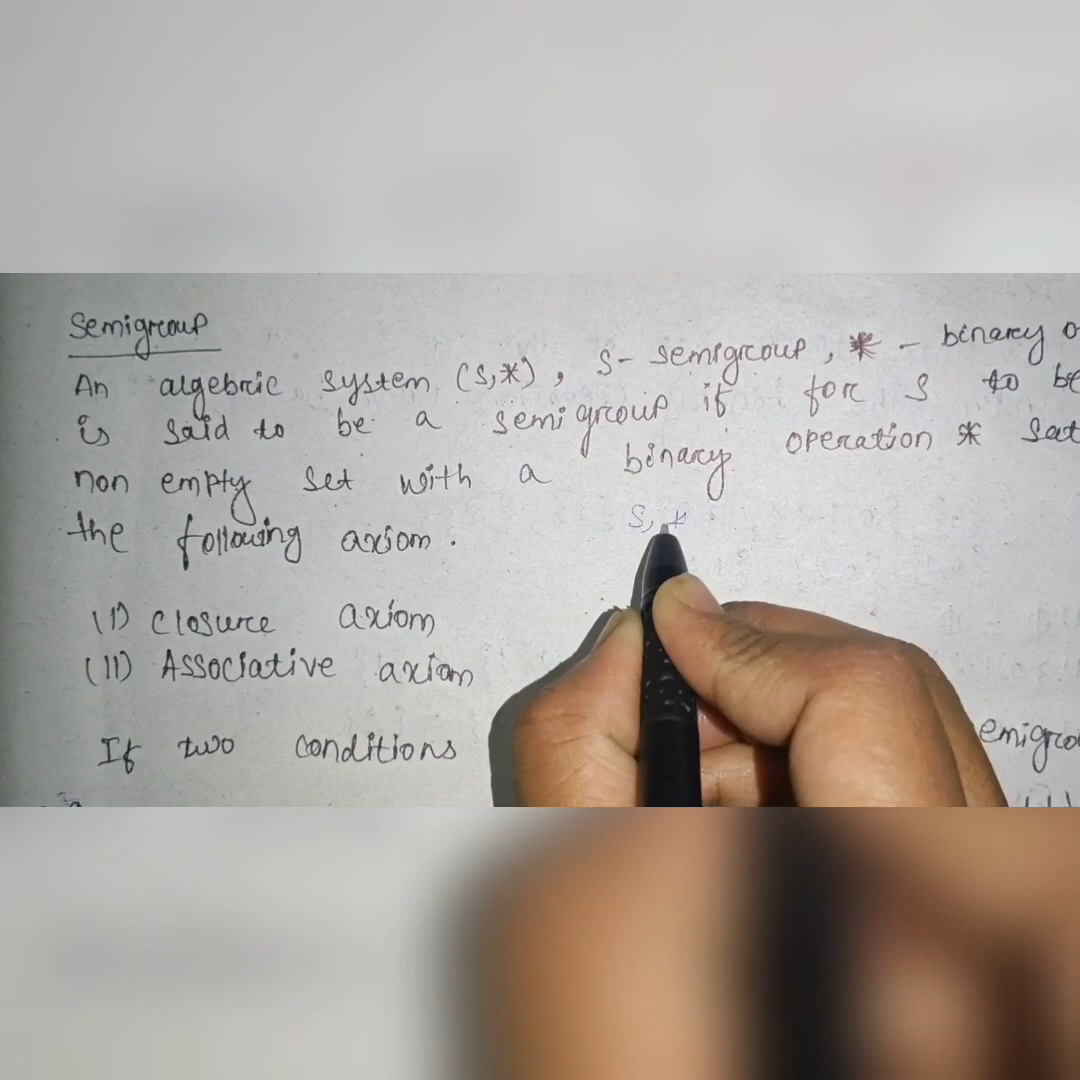 Semigroup
An algebric system (S,*), S- semigroup, * - binary o
is said to be a semigroup if for S to be
non empty set with a binary operation * sat
the following axiom.
S, *
(I) Closure axiom
(II) Associative axiom
If two conditions emigro